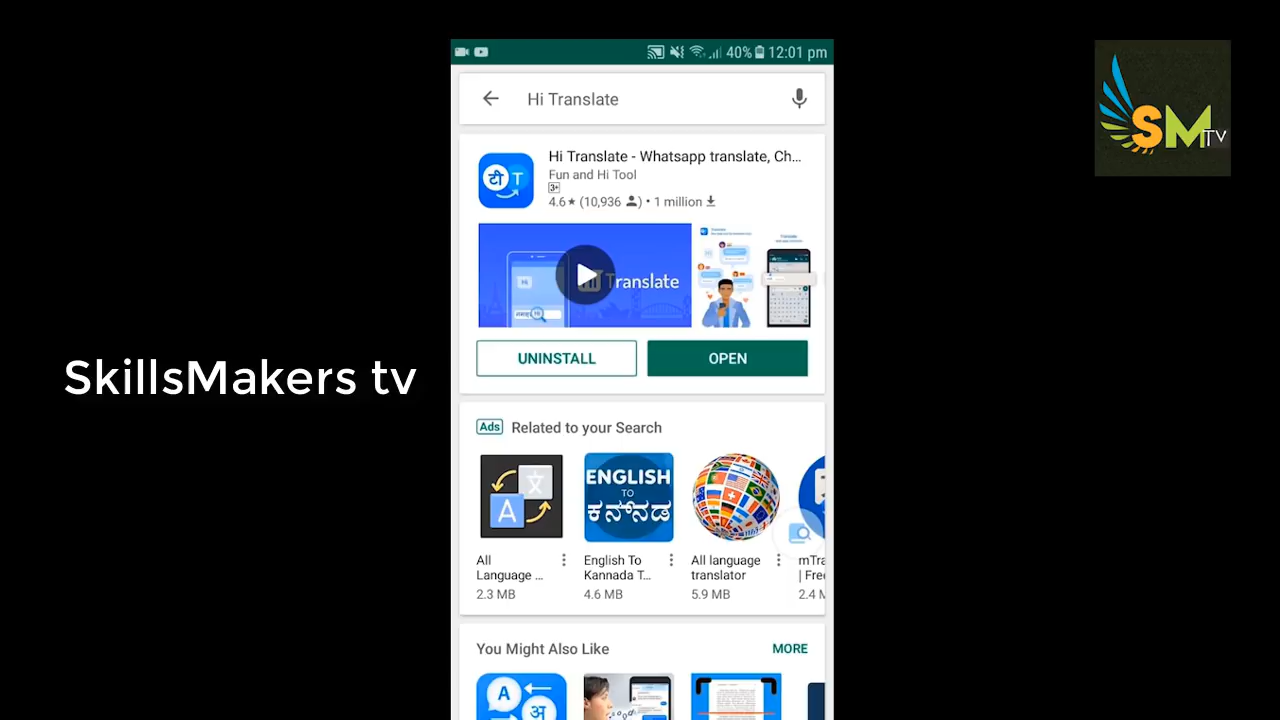 40% 12:01 pm
Hi Translate
SM TV
Hi Translate - Whatsapp translate, Ch...
Fun and Hi Tool
3+
4.6★ (10,936) • 1 million
टी T
Hi Translate
UNINSTALL OPEN
SkillsMakers tv
Ads Related to your Search
A
ENGLISH
TO
ಕನ್ನಡ
All
Language ...
English To
Kannada T...
All language
translator
2.3 MB
4.6 MB
5.9 MB
2.4 M
You Might Also Like MORE
A
अ